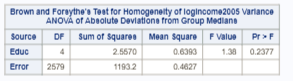 Brown and Forsythe's Test for Homogeneity of logIncome2005 Variance
ANOVA of Absolute Deviations from Group Medians
Source DF Sum of Squares Mean Square F Value Pr > F
Educ 4 2.5570 0.6393 1.38 0.2377
Error 2579 1193.2 0.4627